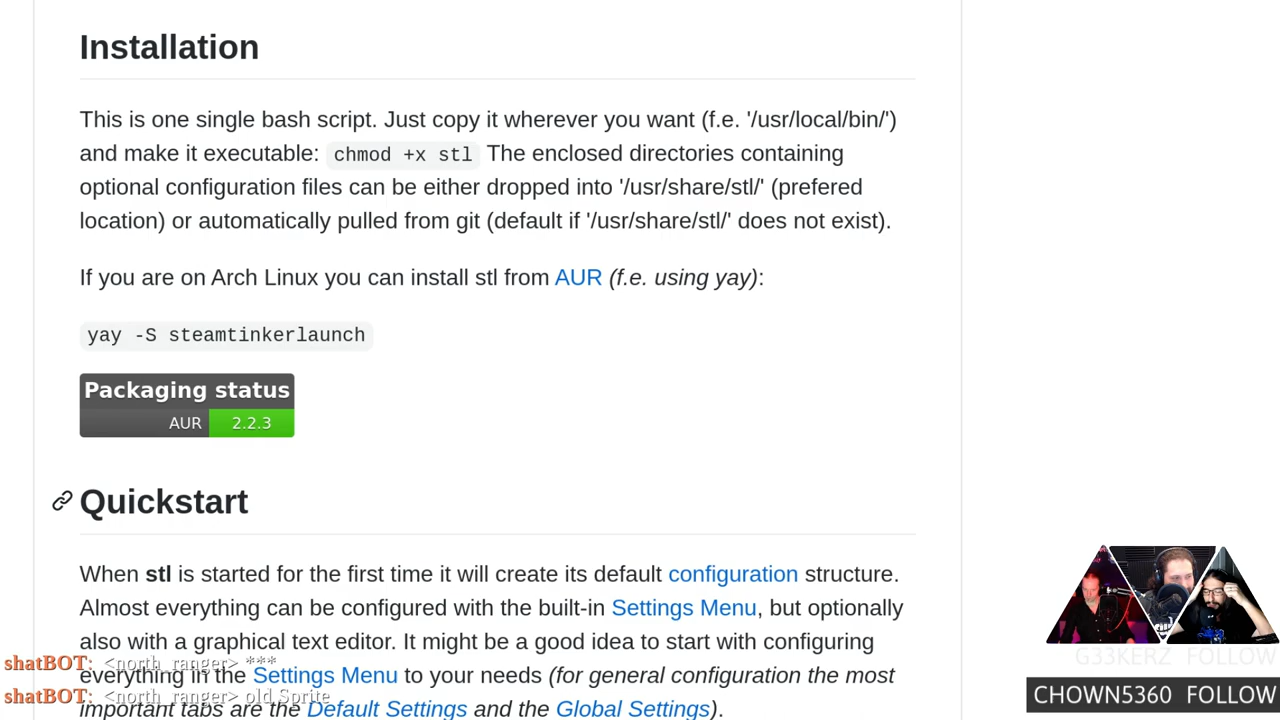 Installation
This is one single bash script. Just copy it wherever you want (f.e. '/usr/local/bin/')
and make it executable: chmod +x stl The enclosed directories containing
optional configuration files can be either dropped into '/usr/share/stl/' (prefered
location) or automatically pulled from git (default if '/usr/share/stl/' does not exist).
If you are on Arch Linux you can install stl from AUR (f.e. using yay):
yay -S steamtinkerlaunch
Packaging status
AUR 2.2.3
Quickstart
When stl is started for the first time it will create its default configuration structure.
Almost everything can be configured with the built-in Settings Menu, but optionally
also with a graphical text editor. It might be a good idea to start with configuring
everything in the Settings Menu to your needs (for general configuration the most
important tabs are the Default Settings and the Global Settings).
shatBOT: <north_ranger> ***
shatBOT: <north_ranger> old Sprite
G33KERZ FOLLOW
CHOWN5360 FOLLOW